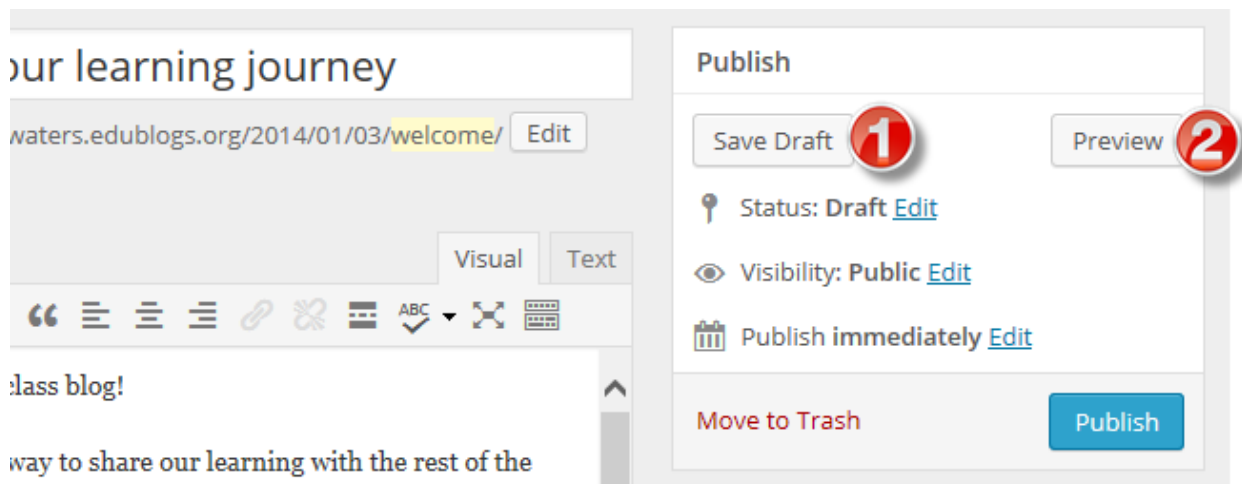 our learning journey
waters.edublogs.org/2014/01/03/welcome/ Edit
Visual Text
ABC
class blog!
way to share our learning with the rest of the
Publish
Save Draft 1 Preview 2
Status: Draft Edit
Visibility: Public Edit
Publish immediately Edit
Move to Trash Publish